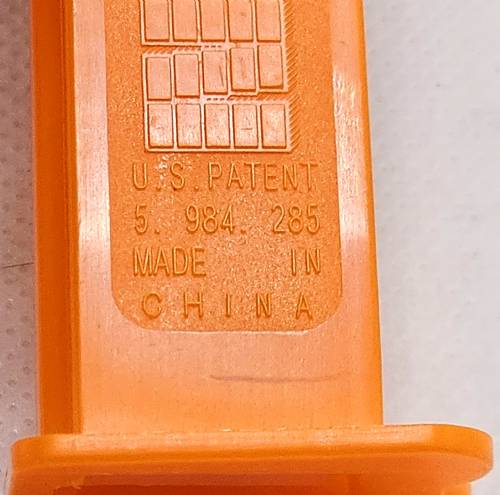 U.S.PATENT
5. 984. 285
MADE IN
CHINA